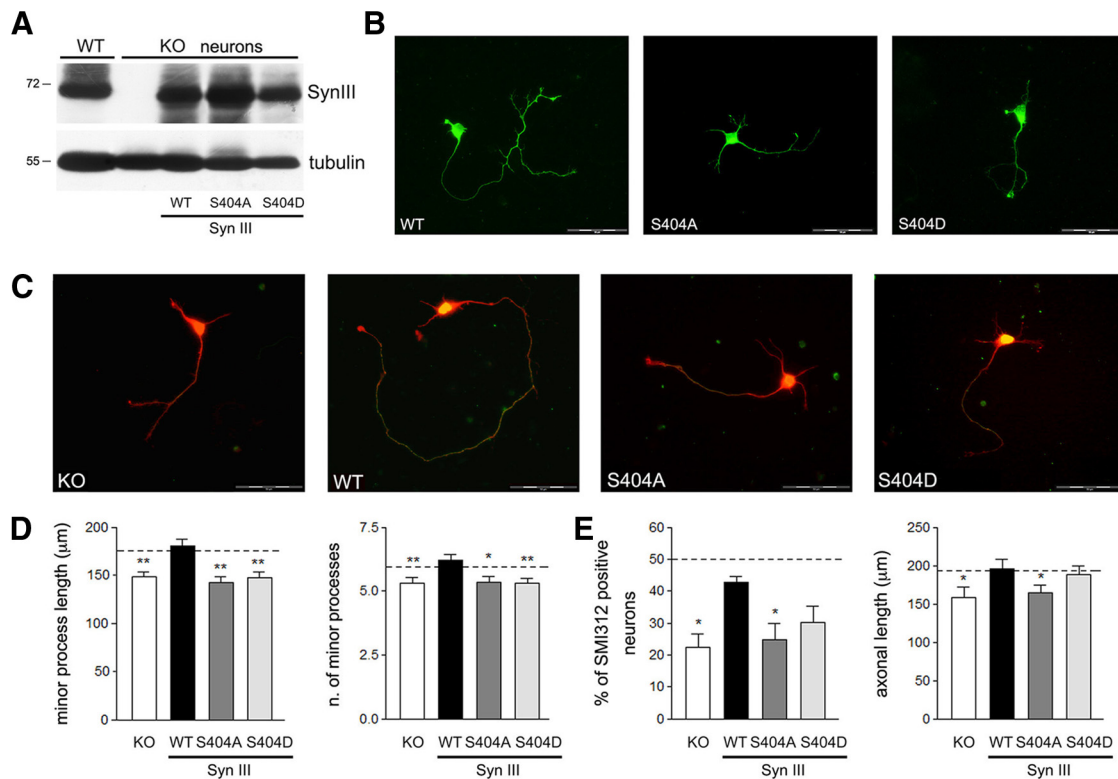 A
WT KO neurons
72
SynIII
55
tubulin
WT S404A S404D
Syn III
B
WT
S404A
S404D
C
KO
WT
S404A
S404D
D
minor process length (µm)
200
150
100
50
0
KO WT S404A S404D
Syn III
** ** **
n. of minor processes
7.5
5.0
2.5
0.0
KO WT S404A S404D
Syn III
** * **
E
% of SMI312 positive
neurons
60
50
40
30
20
10
0
KO WT S404A S404D
Syn III
* *
axonal length (µm)
250
200
150
100
50
0
KO WT S404A S404D
Syn III
* *